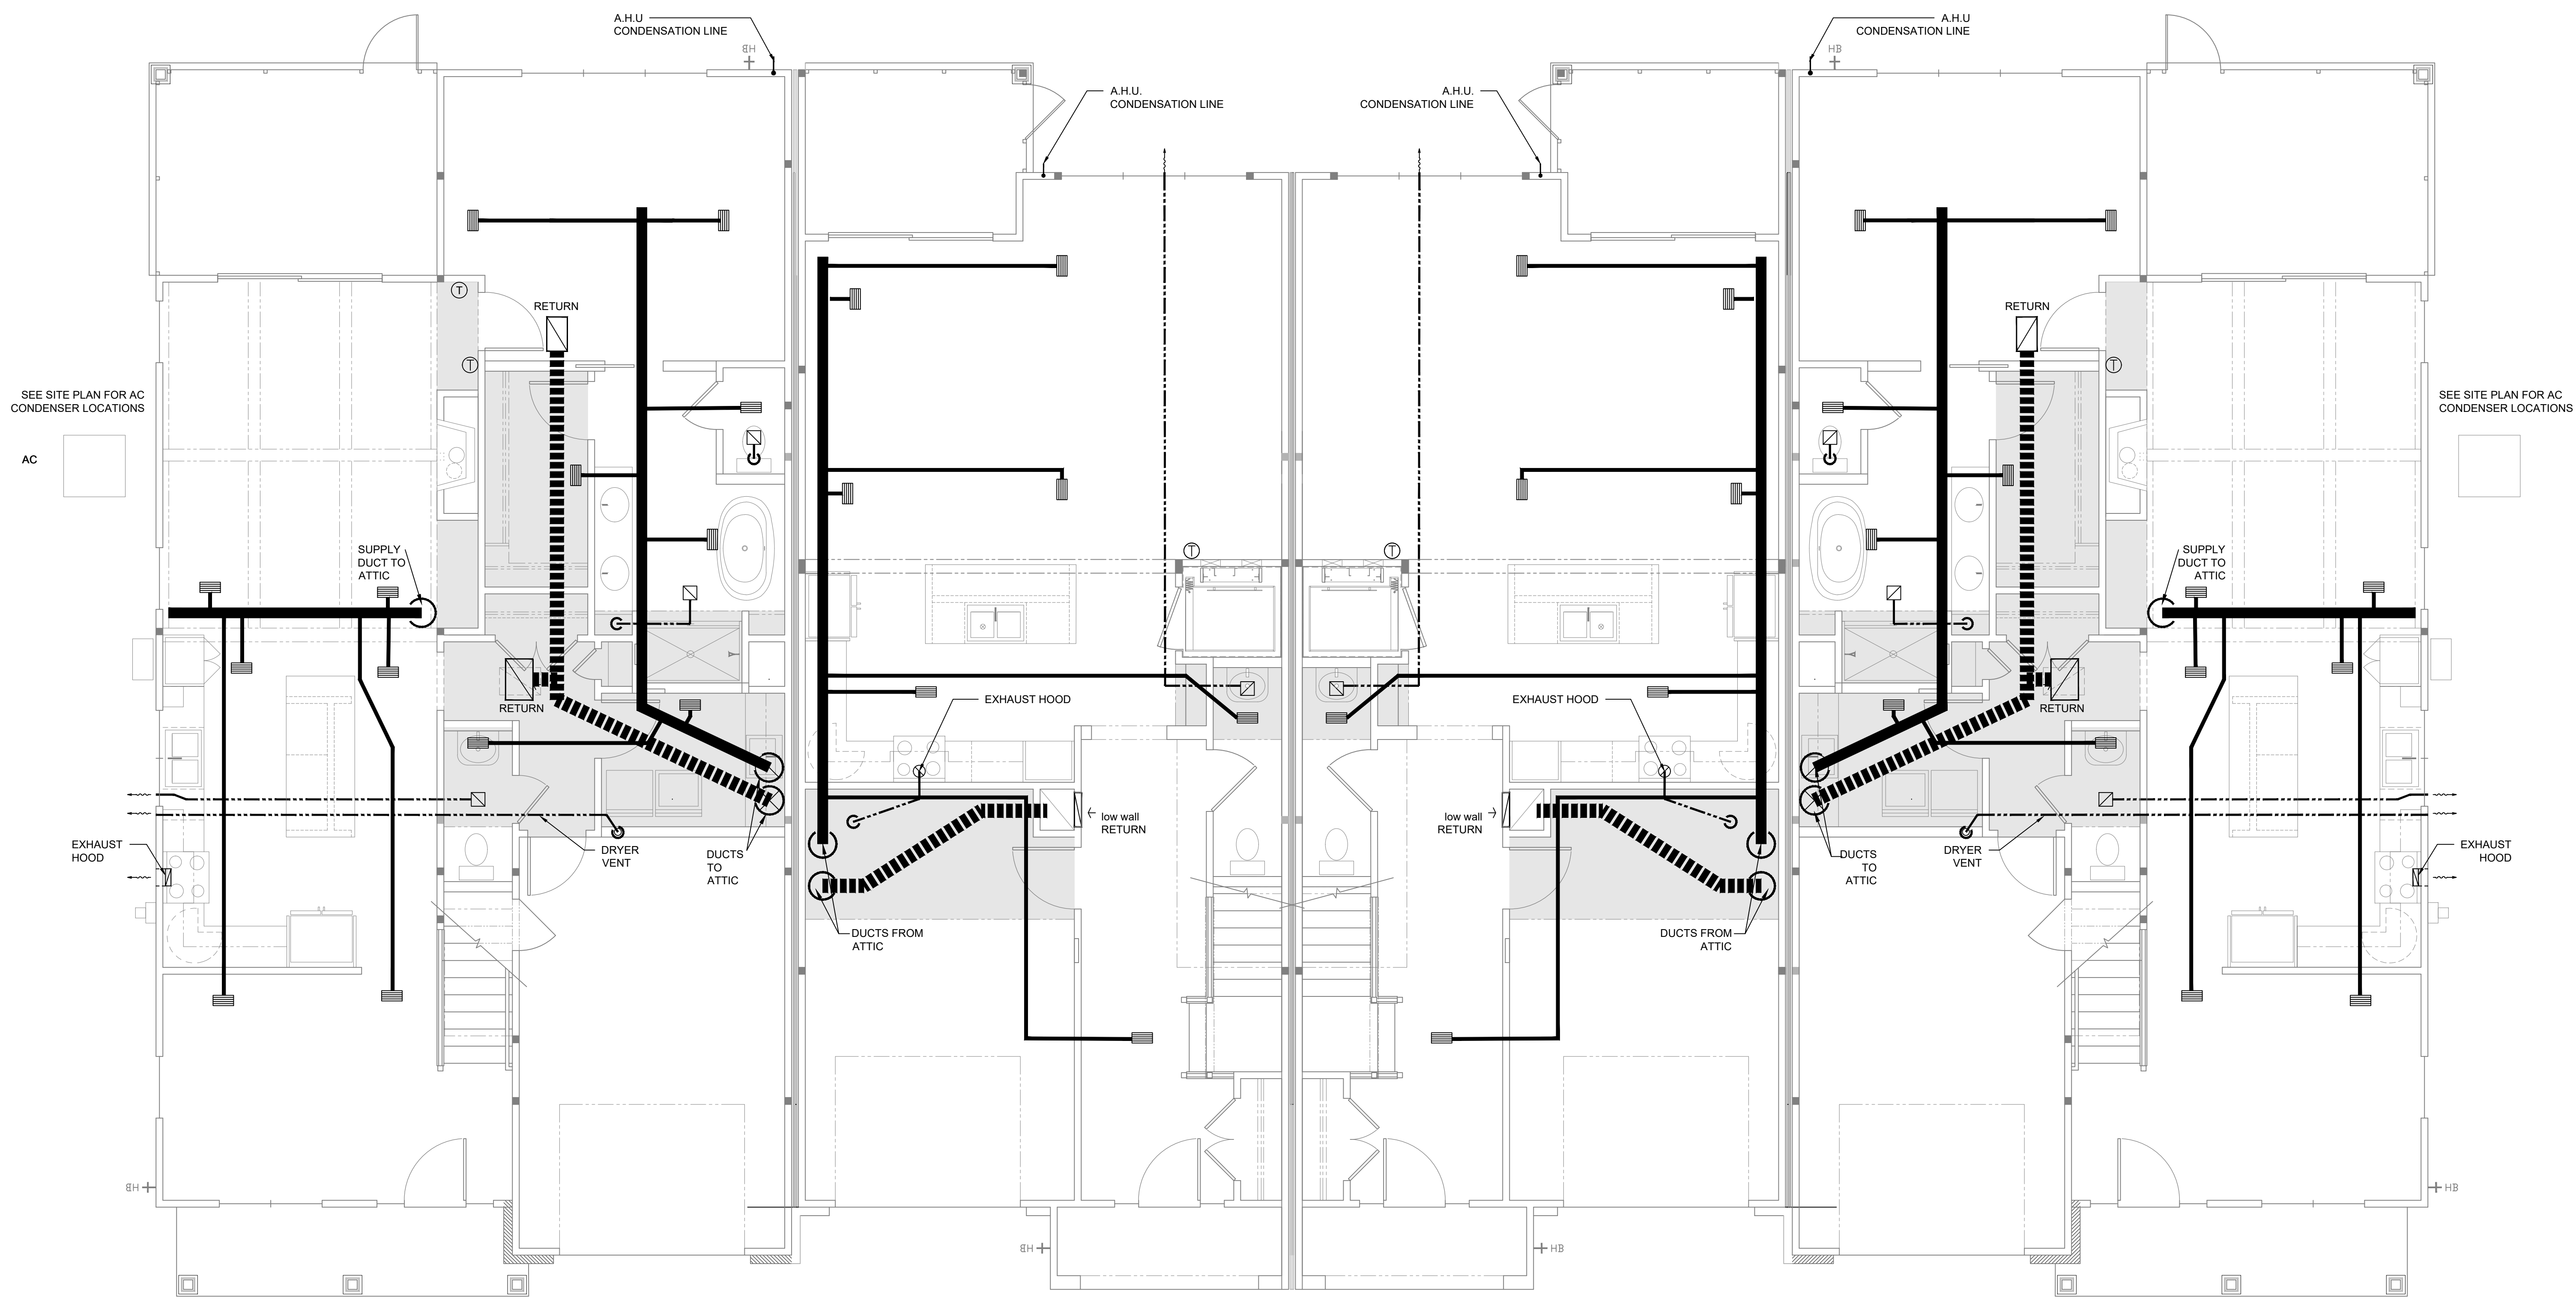 A.H.U
CONDENSATION LINE
HB
A.H.U
CONDENSATION LINE
HB
A.H.U.
CONDENSATION LINE
A.H.U.
CONDENSATION LINE
T
RETURN
RETURN
T
T
SEE SITE PLAN FOR AC
CONDENSER LOCATIONS
AC
SEE SITE PLAN FOR AC
CONDENSER LOCATIONS
SUPPLY
DUCT TO
ATTIC
T
T
SUPPLY
DUCT TO
ATTIC
RETURN
EXHAUST HOOD
EXHAUST HOOD
RETURN
low wall
RETURN
low wall
RETURN
EXHAUST
HOOD
DRYER
VENT
DUCTS
TO
ATTIC
DUCTS
TO
ATTIC
DRYER
VENT
EXHAUST
HOOD
DUCTS FROM
ATTIC
DUCTS FROM
ATTIC
HB
HB
HB
HB